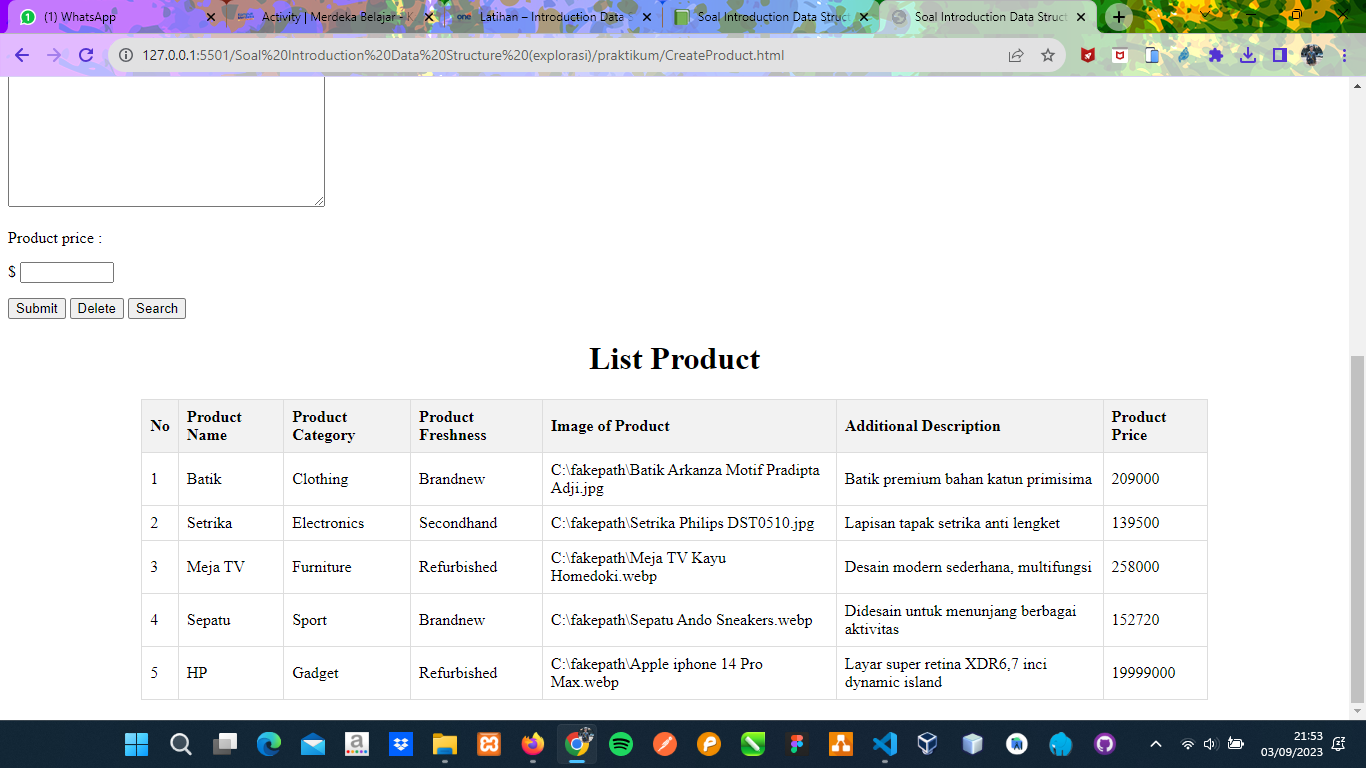 (1) WhatsApp
Activity | Merdeka Belajar - K
one
Latihan – Introduction Data S
Soal Introduction Data Struct
Soal Introduction Data Struct
127.0.0.1:5501/Soal%20Introduction%20Data%20Structure%20(explorasi)/praktikum/CreateProduct.html
Product price :
$
Submit Delete Search
List Product
No Product Name Product Category Product Freshness Image of Product Additional Description Product Price
1 Batik Clothing Brandnew C:\fakepath\Batik Arkanza Motif Pradipta Adji.jpg Batik premium bahan katun primisima 209000
2 Setrika Electronics Secondhand C:\fakepath\Setrika Philips DST0510.jpg Lapisan tapak setrika anti lengket 139500
3 Meja TV Furniture Refurbished C:\fakepath\Meja TV Kayu Homedoki.webp Desain modern sederhana, multifungsi 258000
4 Sepatu Sport Brandnew C:\fakepath\Sepatu Ando Sneakers.webp Didesain untuk menunjang berbagai aktivitas 152720
5 HP Gadget Refurbished C:\fakepath\Apple iphone 14 Pro Max.webp Layar super retina XDR6,7 inci dynamic island 19999000
21:53
03/09/2023